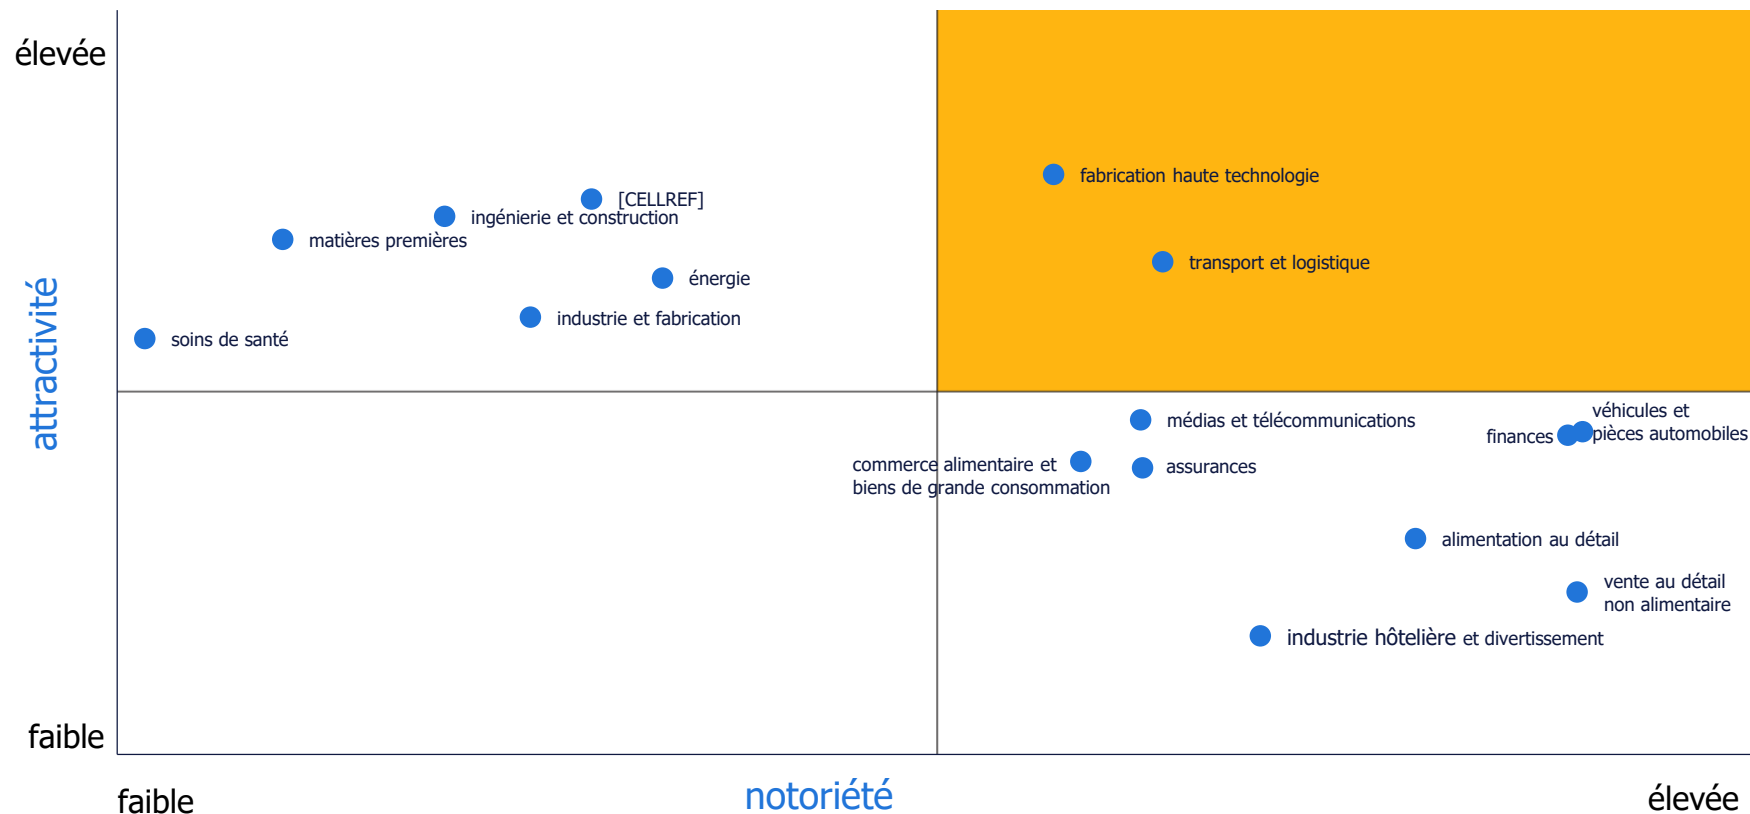 élevée
fabrication haute technologie
[CELLREF]
ingénierie et construction
matières premières
transport et logistique
énergie
industrie et fabrication
soins de santé
attractivité
médias et télécommunications
véhicules et
pièces automobiles
finances
commerce alimentaire et
biens de grande consommation
assurances
alimentation au détail
vente au détail
non alimentaire
industrie hôtelière et divertissement
faible
faible
notoriété
élevée